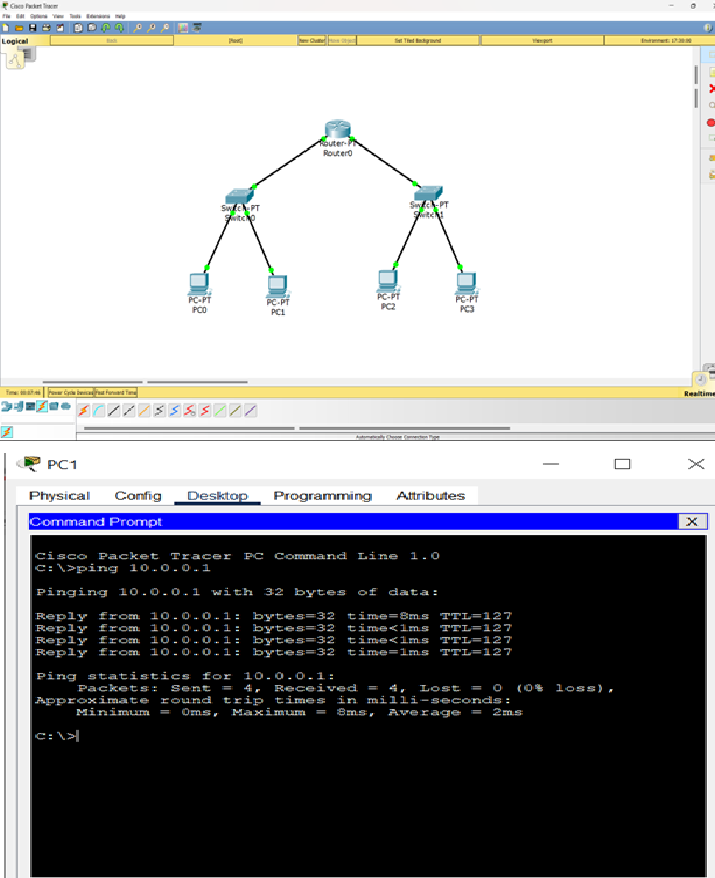 Cisco Packet Tracer
File Edit Options View Tools Extensions Help
Logical Back [Root] New Cluster Move Object Set Tiled Background Viewport Environment: 17:30:00
Router-PT
Router0
Switch-PT
Switch0
Switch-PT
Switch1
PC-PT
PC0
PC-PT
PC1
PC-PT
PC2
PC-PT
PC3
Power Cycle Devices Fast Forward Time
Realtime
Automatically Choose Connection Type
PC1
Physical Config Desktop Programming Attributes
Command Prompt X
Cisco Packet Tracer PC Command Line 1.0
C:\>ping 10.0.0.1
Pinging 10.0.0.1 with 32 bytes of data:
Reply from 10.0.0.1: bytes=32 time=8ms TTL=127
Reply from 10.0.0.1: bytes=32 time<1ms TTL=127
Reply from 10.0.0.1: bytes=32 time<1ms TTL=127
Reply from 10.0.0.1: bytes=32 time=1ms TTL=127
Ping statistics for 10.0.0.1:
Packets: Sent = 4, Received = 4, Lost = 0 (0% loss),
Approximate round trip times in milli-seconds:
Minimum = 0ms, Maximum = 8ms, Average = 2ms
C:\>